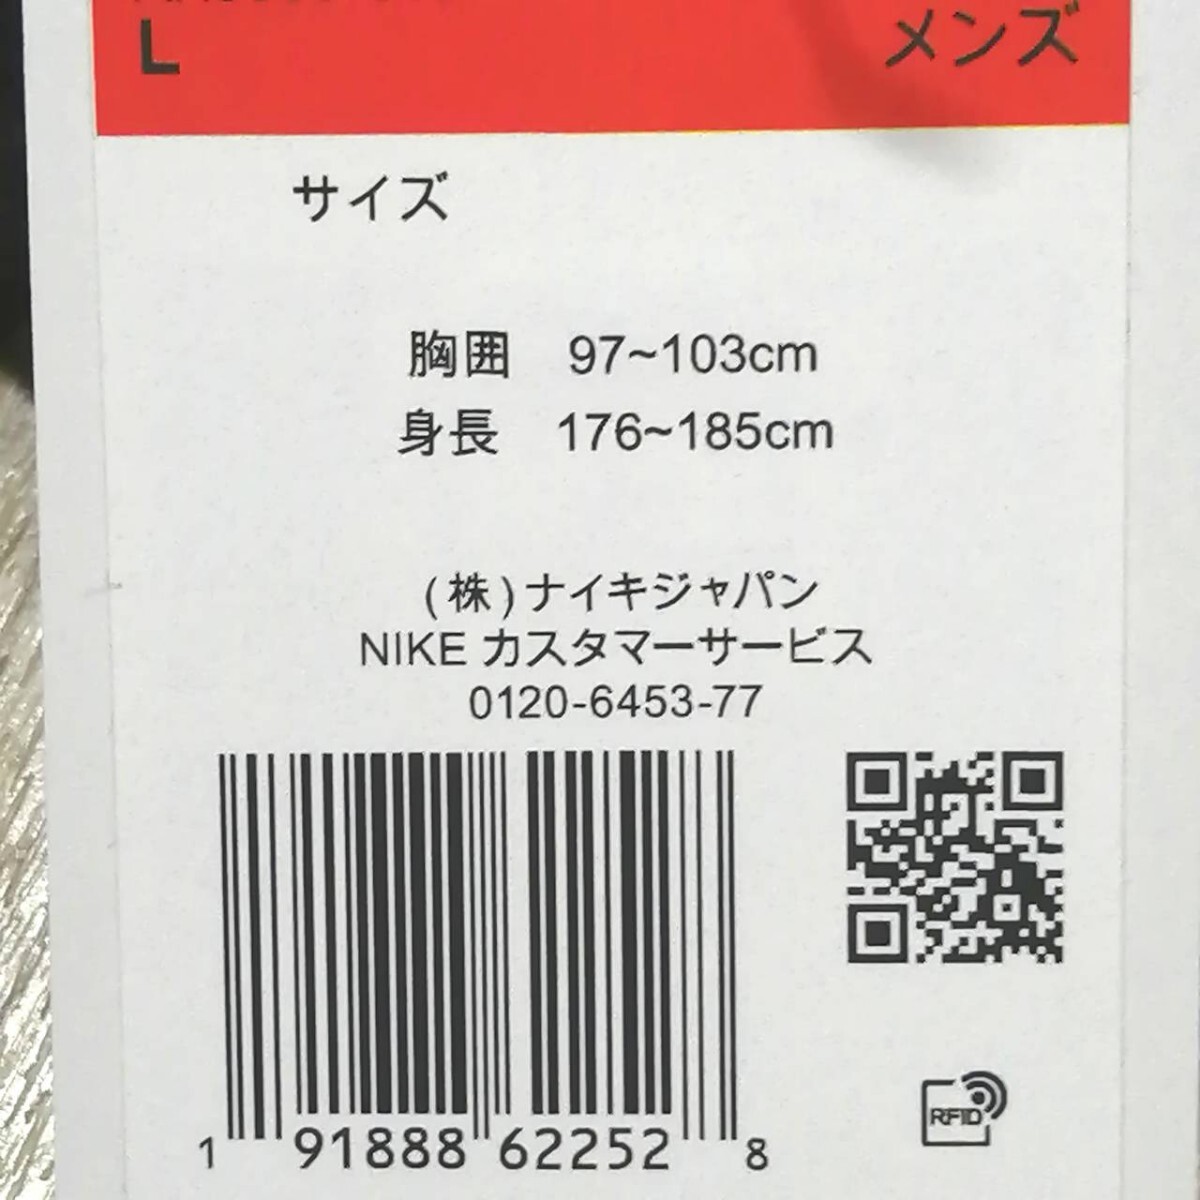 L メンズ
サイズ
胸囲 97~103cm
身長 176~185cm
(株)ナイキジャパン
NIKE カスタマーサービス
0120-6453-77
1 91888 62252 8
RFID